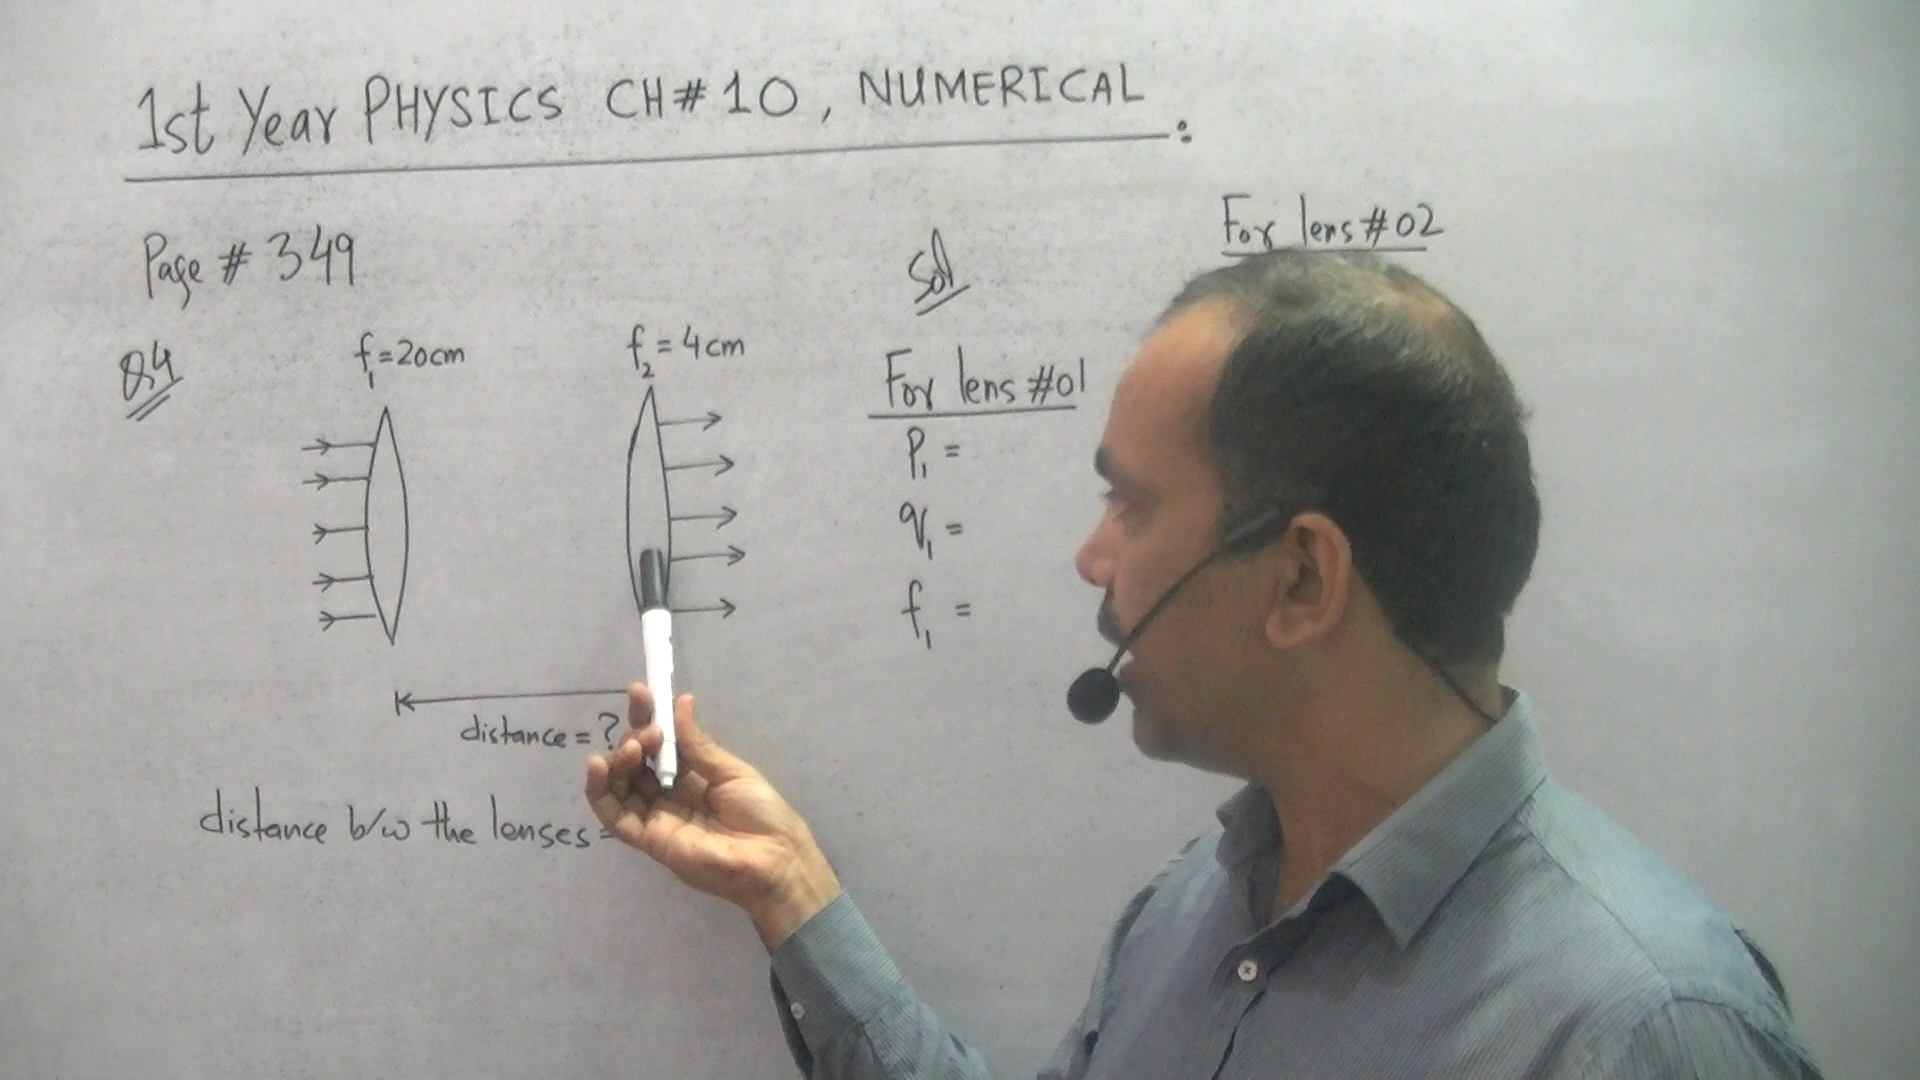 1st Year PHYSICS CH# 10, NUMERICAL:
Page # 349
Q4
f₁=20cm
f₂=4cm
distance=?
distance b/w the lenses=
Sol
For lens#01
P₁=
q₁=
f₁=
For lens#02